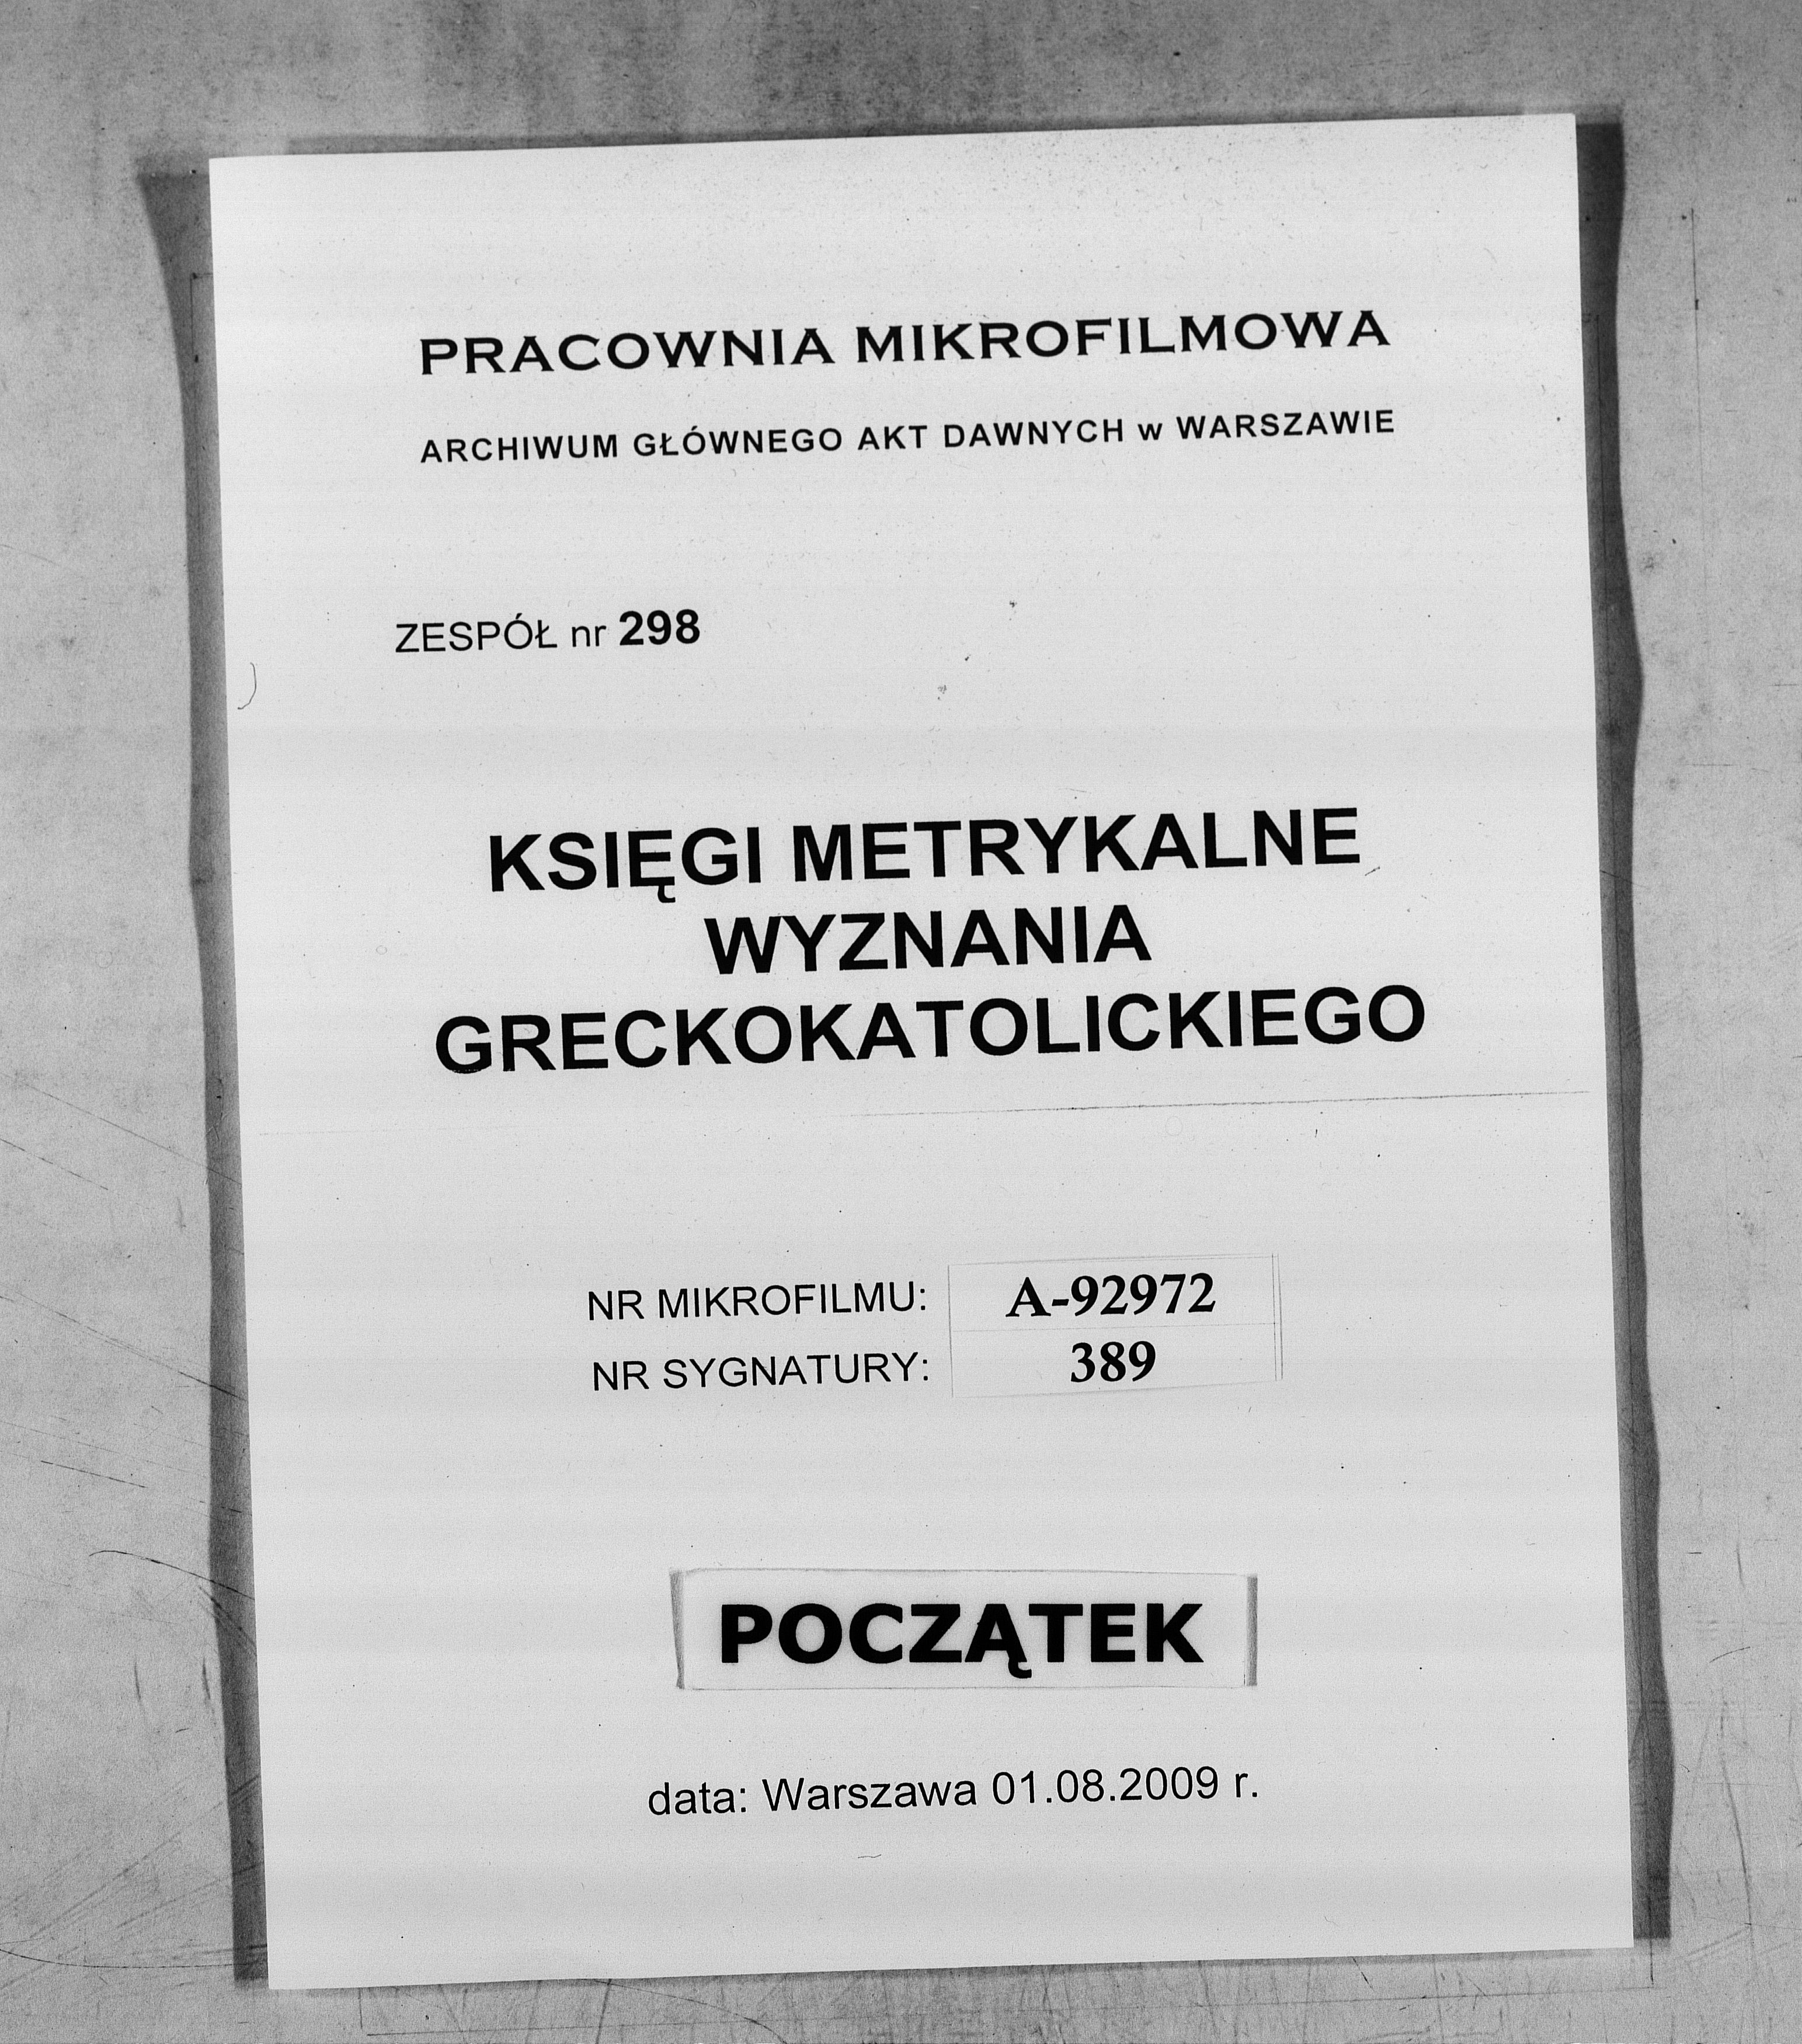 PRACOWNIA MIKROFILMOWA
ARCHIWUM GŁÓWNEGO AKT DAWNYCH w WARSZAWIE
ZESPÓŁ nr 298
KSIĘGI METRYKALNE
WYZNANIA
GRECKOKATOLICKIEGO
NR MIKROFILMU: A-92972
NR SYGNATURY: 389
POCZĄTEK
data: Warszawa 01.08.2009 r.